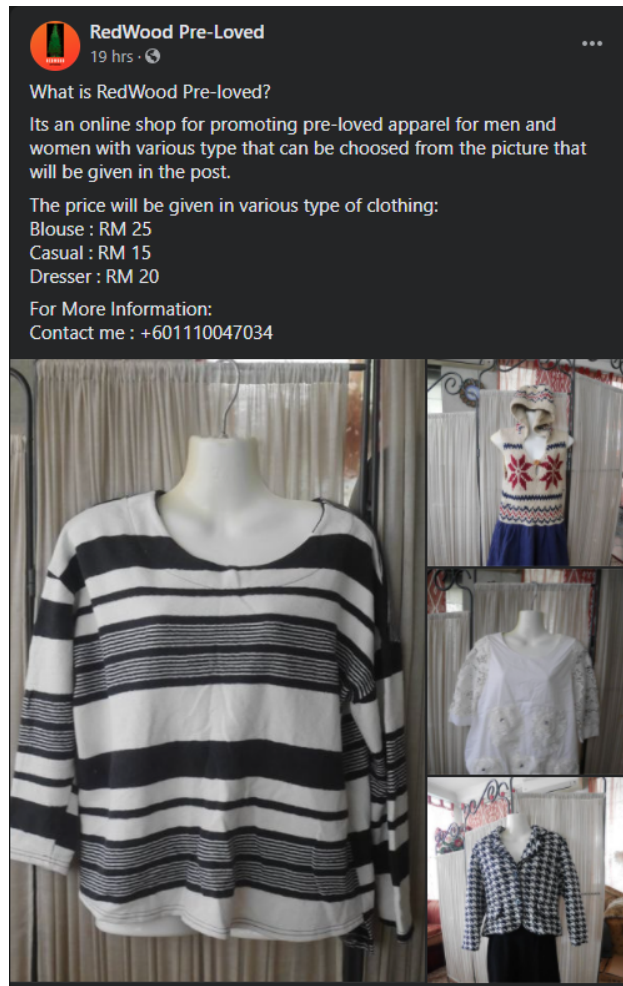 RedWood Pre-Loved
19 hrs ·
What is RedWood Pre-loved?
Its an online shop for promoting pre-loved apparel for men and
women with various type that can be choosed from the picture that
will be given in the post.
The price will be given in various type of clothing:
Blouse : RM 25
Casual : RM 15
Dresser : RM 20
For More Information:
Contact me : +601110047034